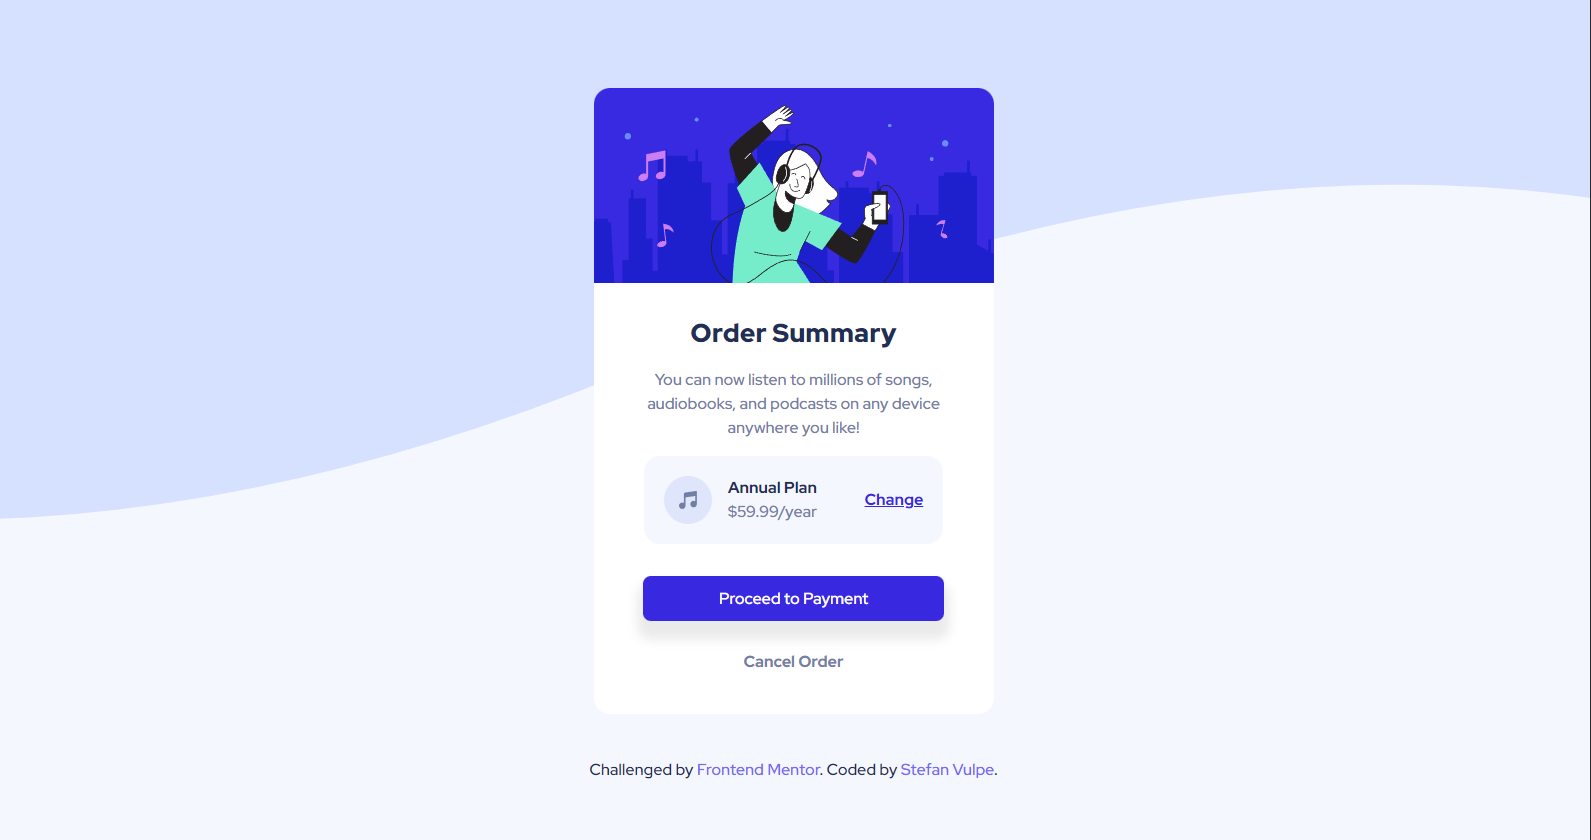 Order Summary
You can now listen to millions of songs,
audiobooks, and podcasts on any device
anywhere you like!
Annual Plan
$59.99/year
Change
Proceed to Payment
Cancel Order
Challenged by Frontend Mentor. Coded by Stefan Vulpe.